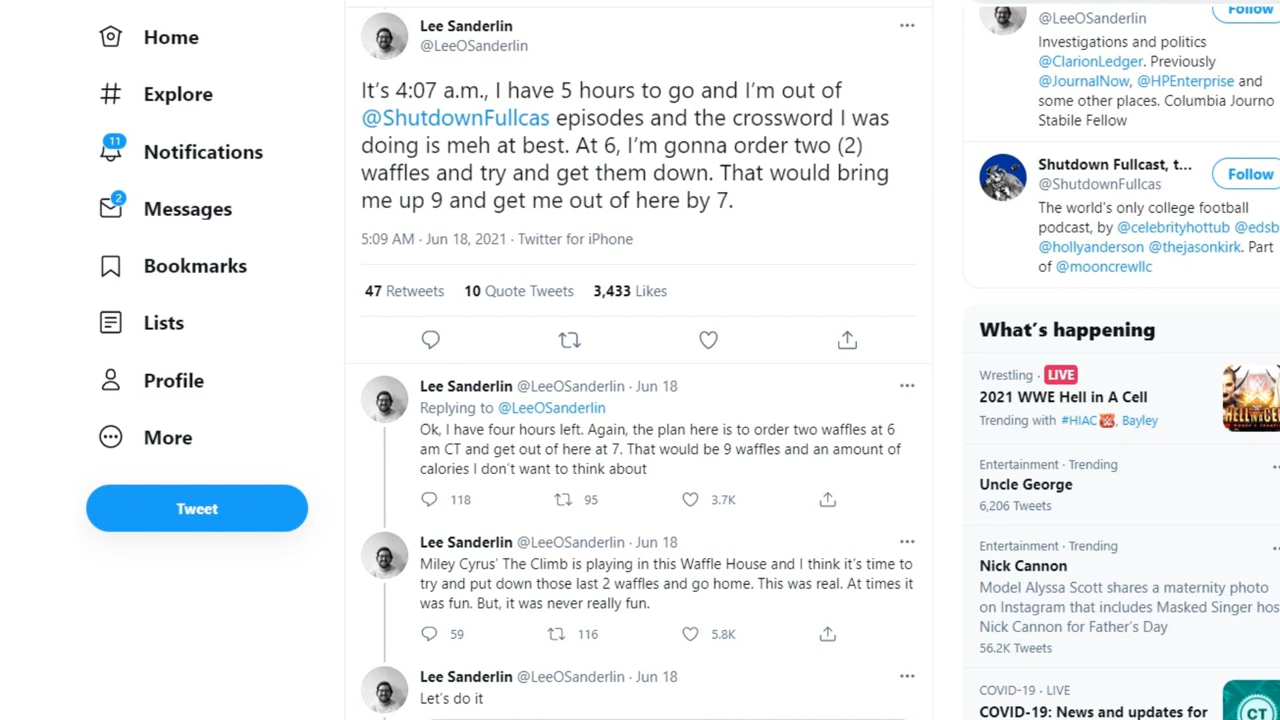 Home
Explore
11
Notifications
2
Messages
Bookmarks
Lists
Profile
More
Tweet
Lee Sanderlin
@LeeOSanderlin
It's 4:07 a.m., I have 5 hours to go and I'm out of
@ShutdownFullcas episodes and the crossword I was
doing is meh at best. At 6, I'm gonna order two (2)
waffles and try and get them down. That would bring
me up 9 and get me out of here by 7.
5:09 AM · Jun 18, 2021 · Twitter for iPhone
47 Retweets 10 Quote Tweets 3,433 Likes
Lee Sanderlin @LeeOSanderlin · Jun 18
Replying to @LeeOSanderlin
Ok, I have four hours left. Again, the plan here is to order two waffles at 6
am CT and get out of here at 7. That would be 9 waffles and an amount of
calories I don't want to think about
118 95 3.7K
Lee Sanderlin @LeeOSanderlin · Jun 18
Miley Cyrus' The Climb is playing in this Waffle House and I think it's time to
try and put down those last 2 waffles and go home. This was real. At times it
was fun. But, it was never really fun.
59 116 5.8K
Lee Sanderlin @LeeOSanderlin · Jun 18
Let's do it
Follow
@LeeOSanderlin
Investigations and politics
@ClarionLedger. Previously
@JournalNow, @HPEnterprise and
some other places. Columbia Journo
Stabile Fellow
Shutdown Fullcast, t...
@ShutdownFullcas
Follow
The world's only college football
podcast, by @celebrityhottub @edsb
@hollyanderson @thejasonkirk. Part
of @mooncrewllc
What's happening
Wrestling · LIVE
2021 WWE Hell in A Cell
Trending with #HIAC, Bayley
Entertainment · Trending
Uncle George
6,206 Tweets
Entertainment · Trending
Nick Cannon
Model Alyssa Scott shares a maternity photo
on Instagram that includes Masked Singer hos
Nick Cannon for Father's Day
56.2K Tweets
COVID-19 · LIVE
COVID-19: News and updates for
CT